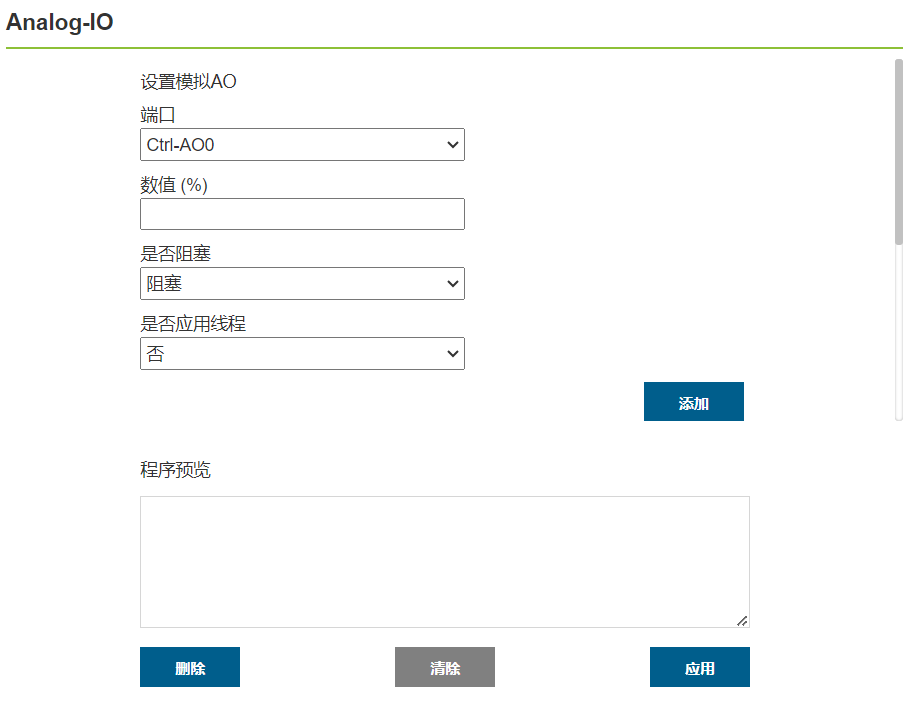 Analog-IO
设置模拟AO
端口
Ctrl-AO0
数值 (%)
是否阻塞
阻塞
是否应用线程
否
添加
程序预览
删除
清除
应用